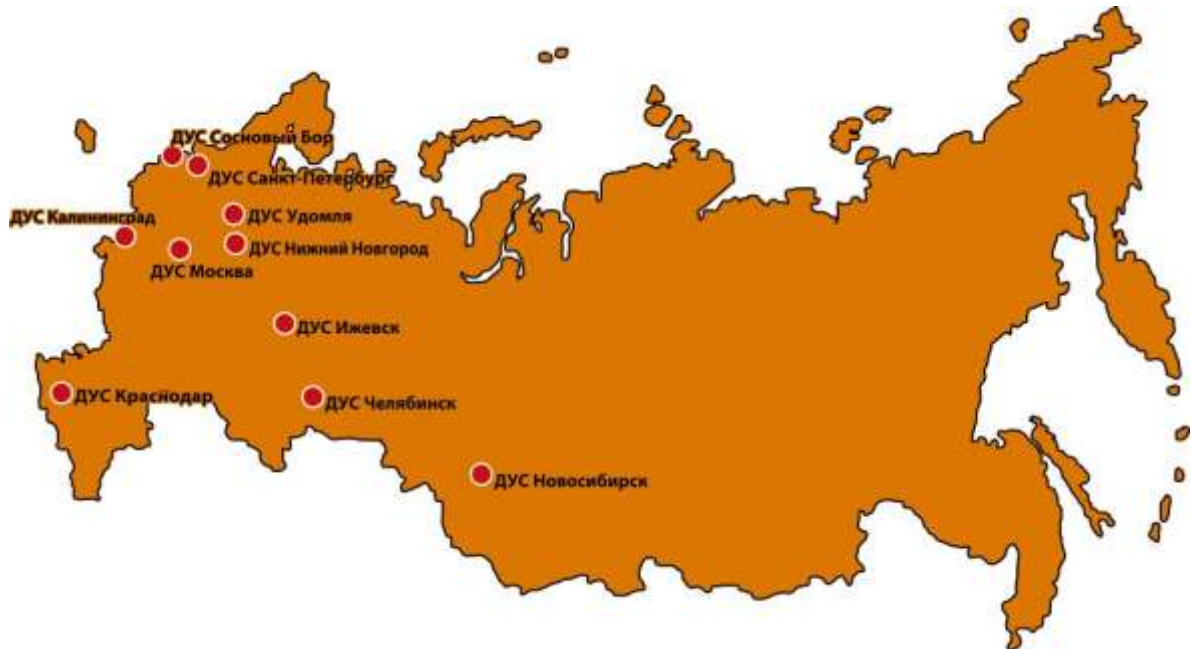 ДУС Сосновый Бор
ДУС Санкт-Петербург
ДУС Калининград
ДУС Удомля
ДУС Нижний Новгород
ДУС Москва
ДУС Ижевск
ДУС Краснодар
ДУС Челябинск
ДУС Новосибирск